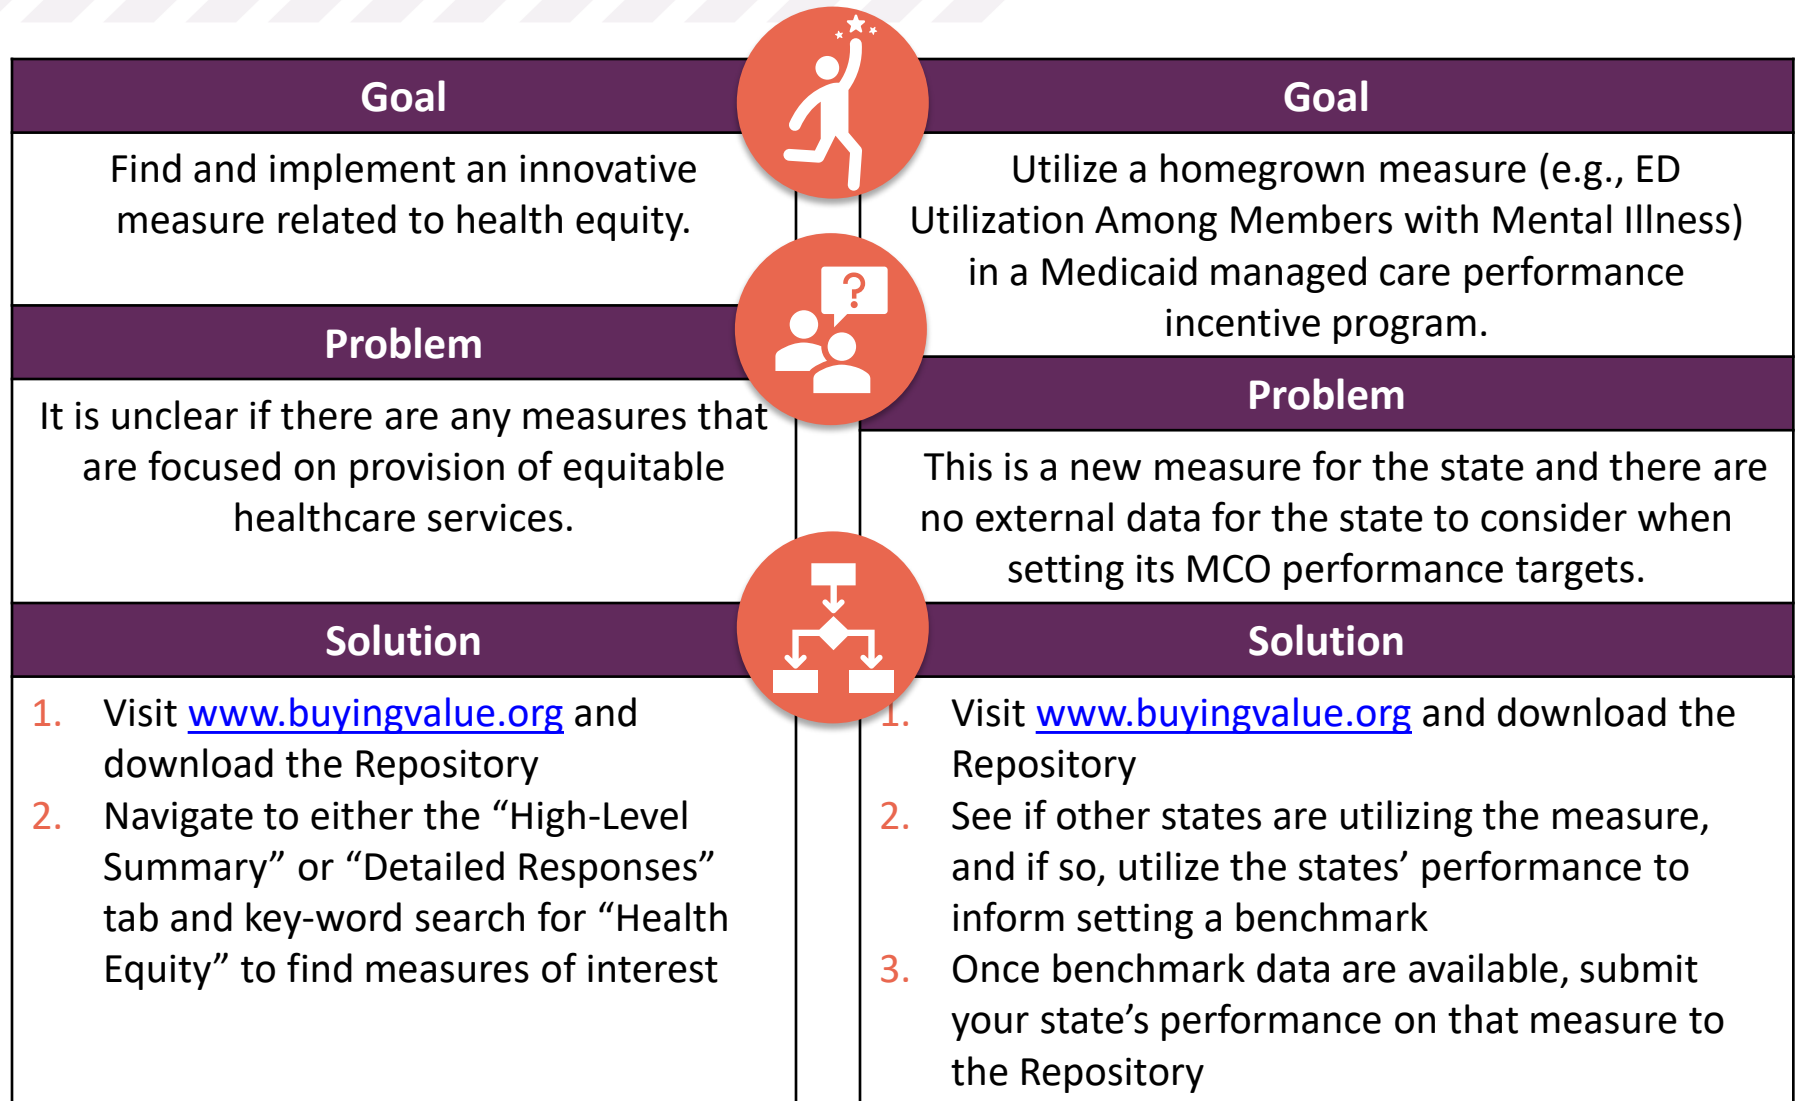 Goal
Find and implement an innovative
measure related to health equity.
Problem
It is unclear if there are any measures that
are focused on provision of equitable
healthcare services.
Solution
1. Visit www.buyingvalue.org and
download the Repository
2. Navigate to either the “High-Level
Summary” or “Detailed Responses”
tab and key-word search for “Health
Equity” to find measures of interest
Goal
Utilize a homegrown measure (e.g., ED
Utilization Among Members with Mental Illness)
in a Medicaid managed care performance
incentive program.
Problem
This is a new measure for the state and there are
no external data for the state to consider when
setting its MCO performance targets.
Solution
1. Visit www.buyingvalue.org and download the
Repository
2. See if other states are utilizing the measure,
and if so, utilize the states’ performance to
inform setting a benchmark
3. Once benchmark data are available, submit
your state’s performance on that measure to
the Repository
?